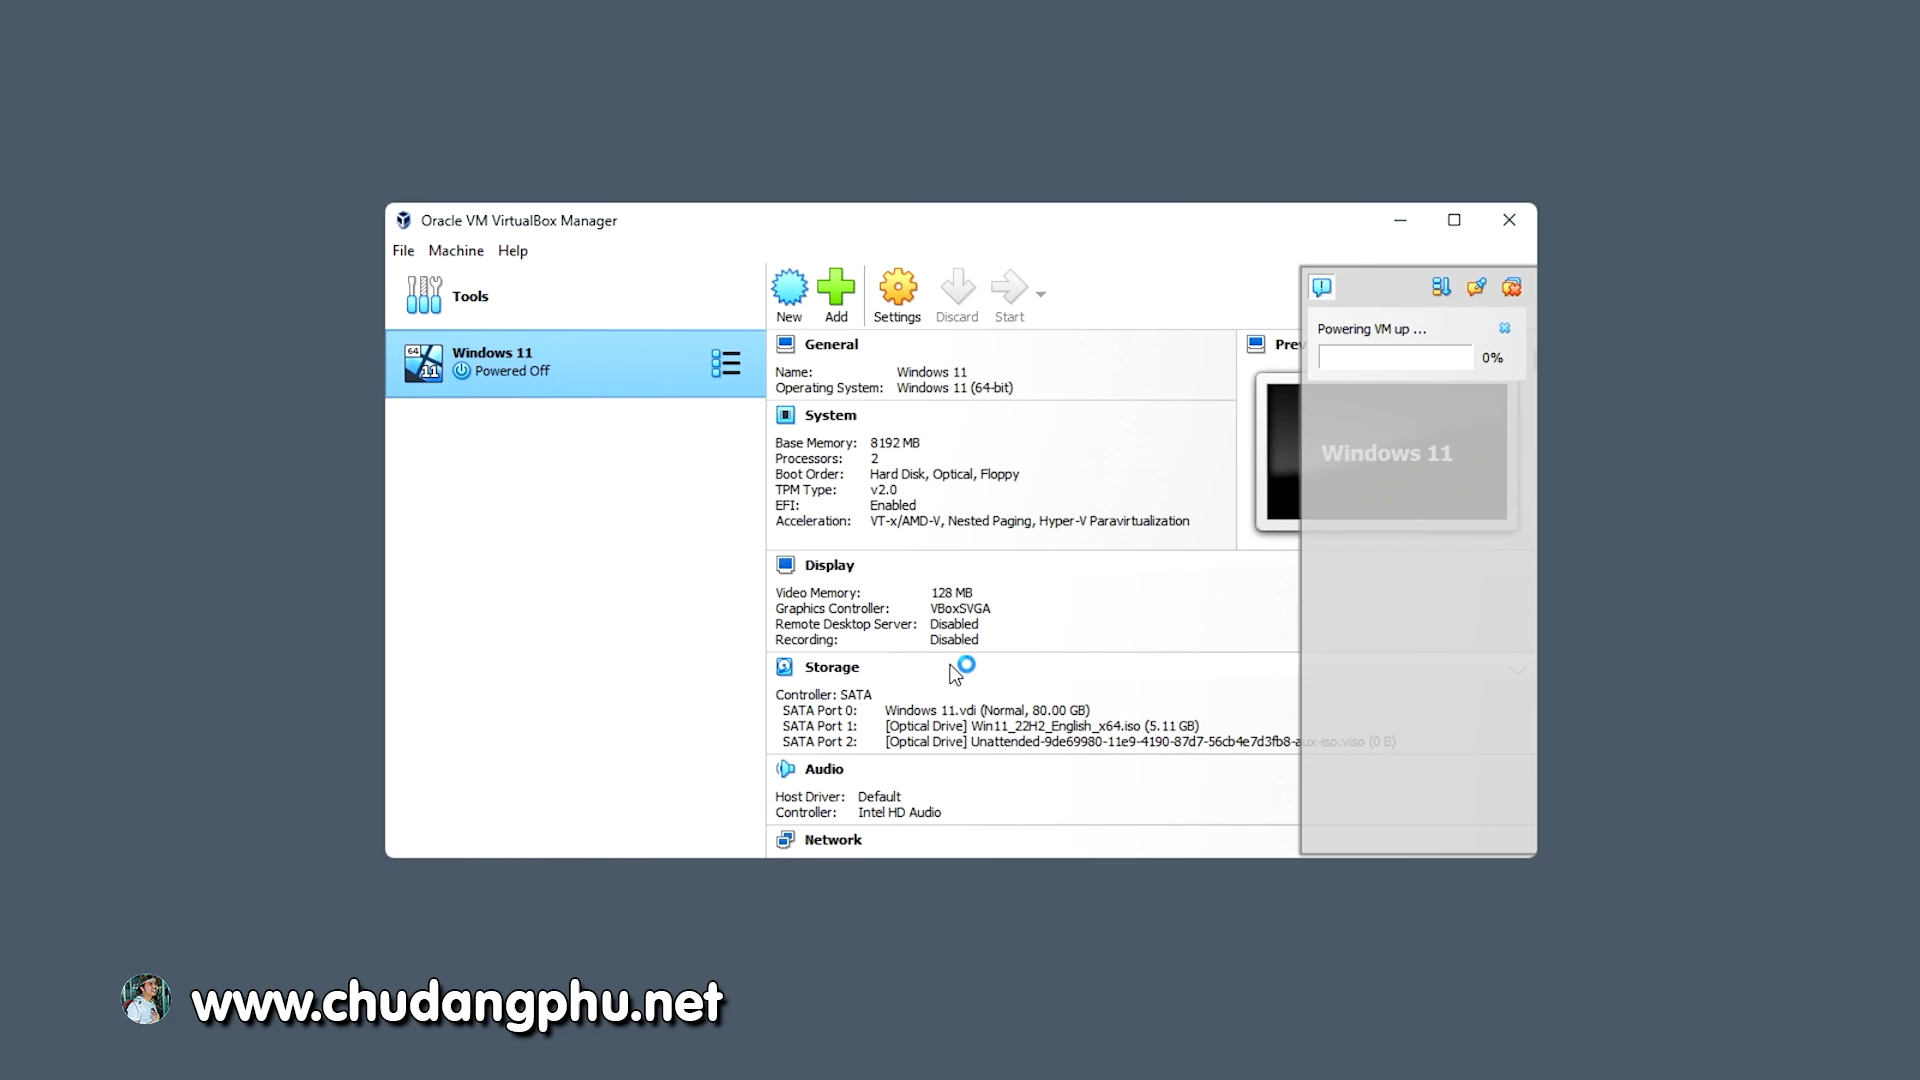 Oracle VM VirtualBox Manager
File Machine Help
Tools
New Add Settings Discard Start
64 11 Windows 11
Powered Off
Powering VM up ...
0%
General
Name: Windows 11
Operating System: Windows 11 (64-bit)
Prev
Windows 11
System
Base Memory: 8192 MB
Processors: 2
Boot Order: Hard Disk, Optical, Floppy
TPM Type: v2.0
EFI: Enabled
Acceleration: VT-x/AMD-V, Nested Paging, Hyper-V Paravirtualization
Display
Video Memory: 128 MB
Graphics Controller: VBoxSVGA
Remote Desktop Server: Disabled
Recording: Disabled
Storage
Controller: SATA
SATA Port 0: Windows 11.vdi (Normal, 80.00 GB)
SATA Port 1: [Optical Drive] Win11_22H2_English_x64.iso (5.11 GB)
SATA Port 2: [Optical Drive] Unattended-9de69980-11e9-4190-87d7-56cb4e7d3fb8-aux-iso.viso (0 B)
Audio
Host Driver: Default
Controller: Intel HD Audio
Network
www.chudangphu.net